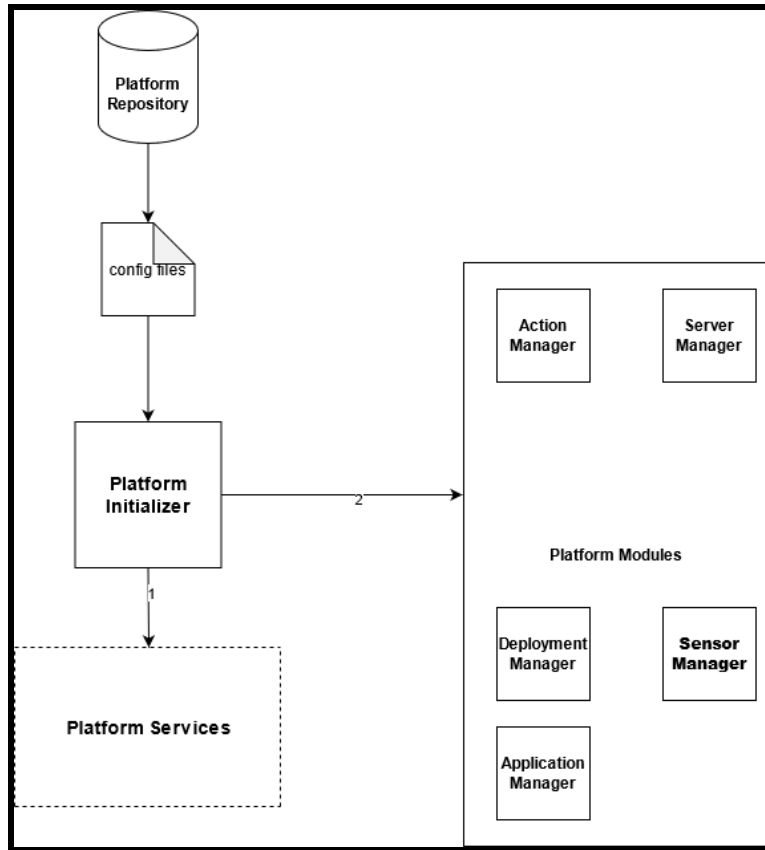 Platform
Repository
config files
Action
Manager
Server
Manager
Platform
Initializer
2
Platform Modules
1
Deployment
Manager
Sensor
Manager
Platform Services
Application
Manager